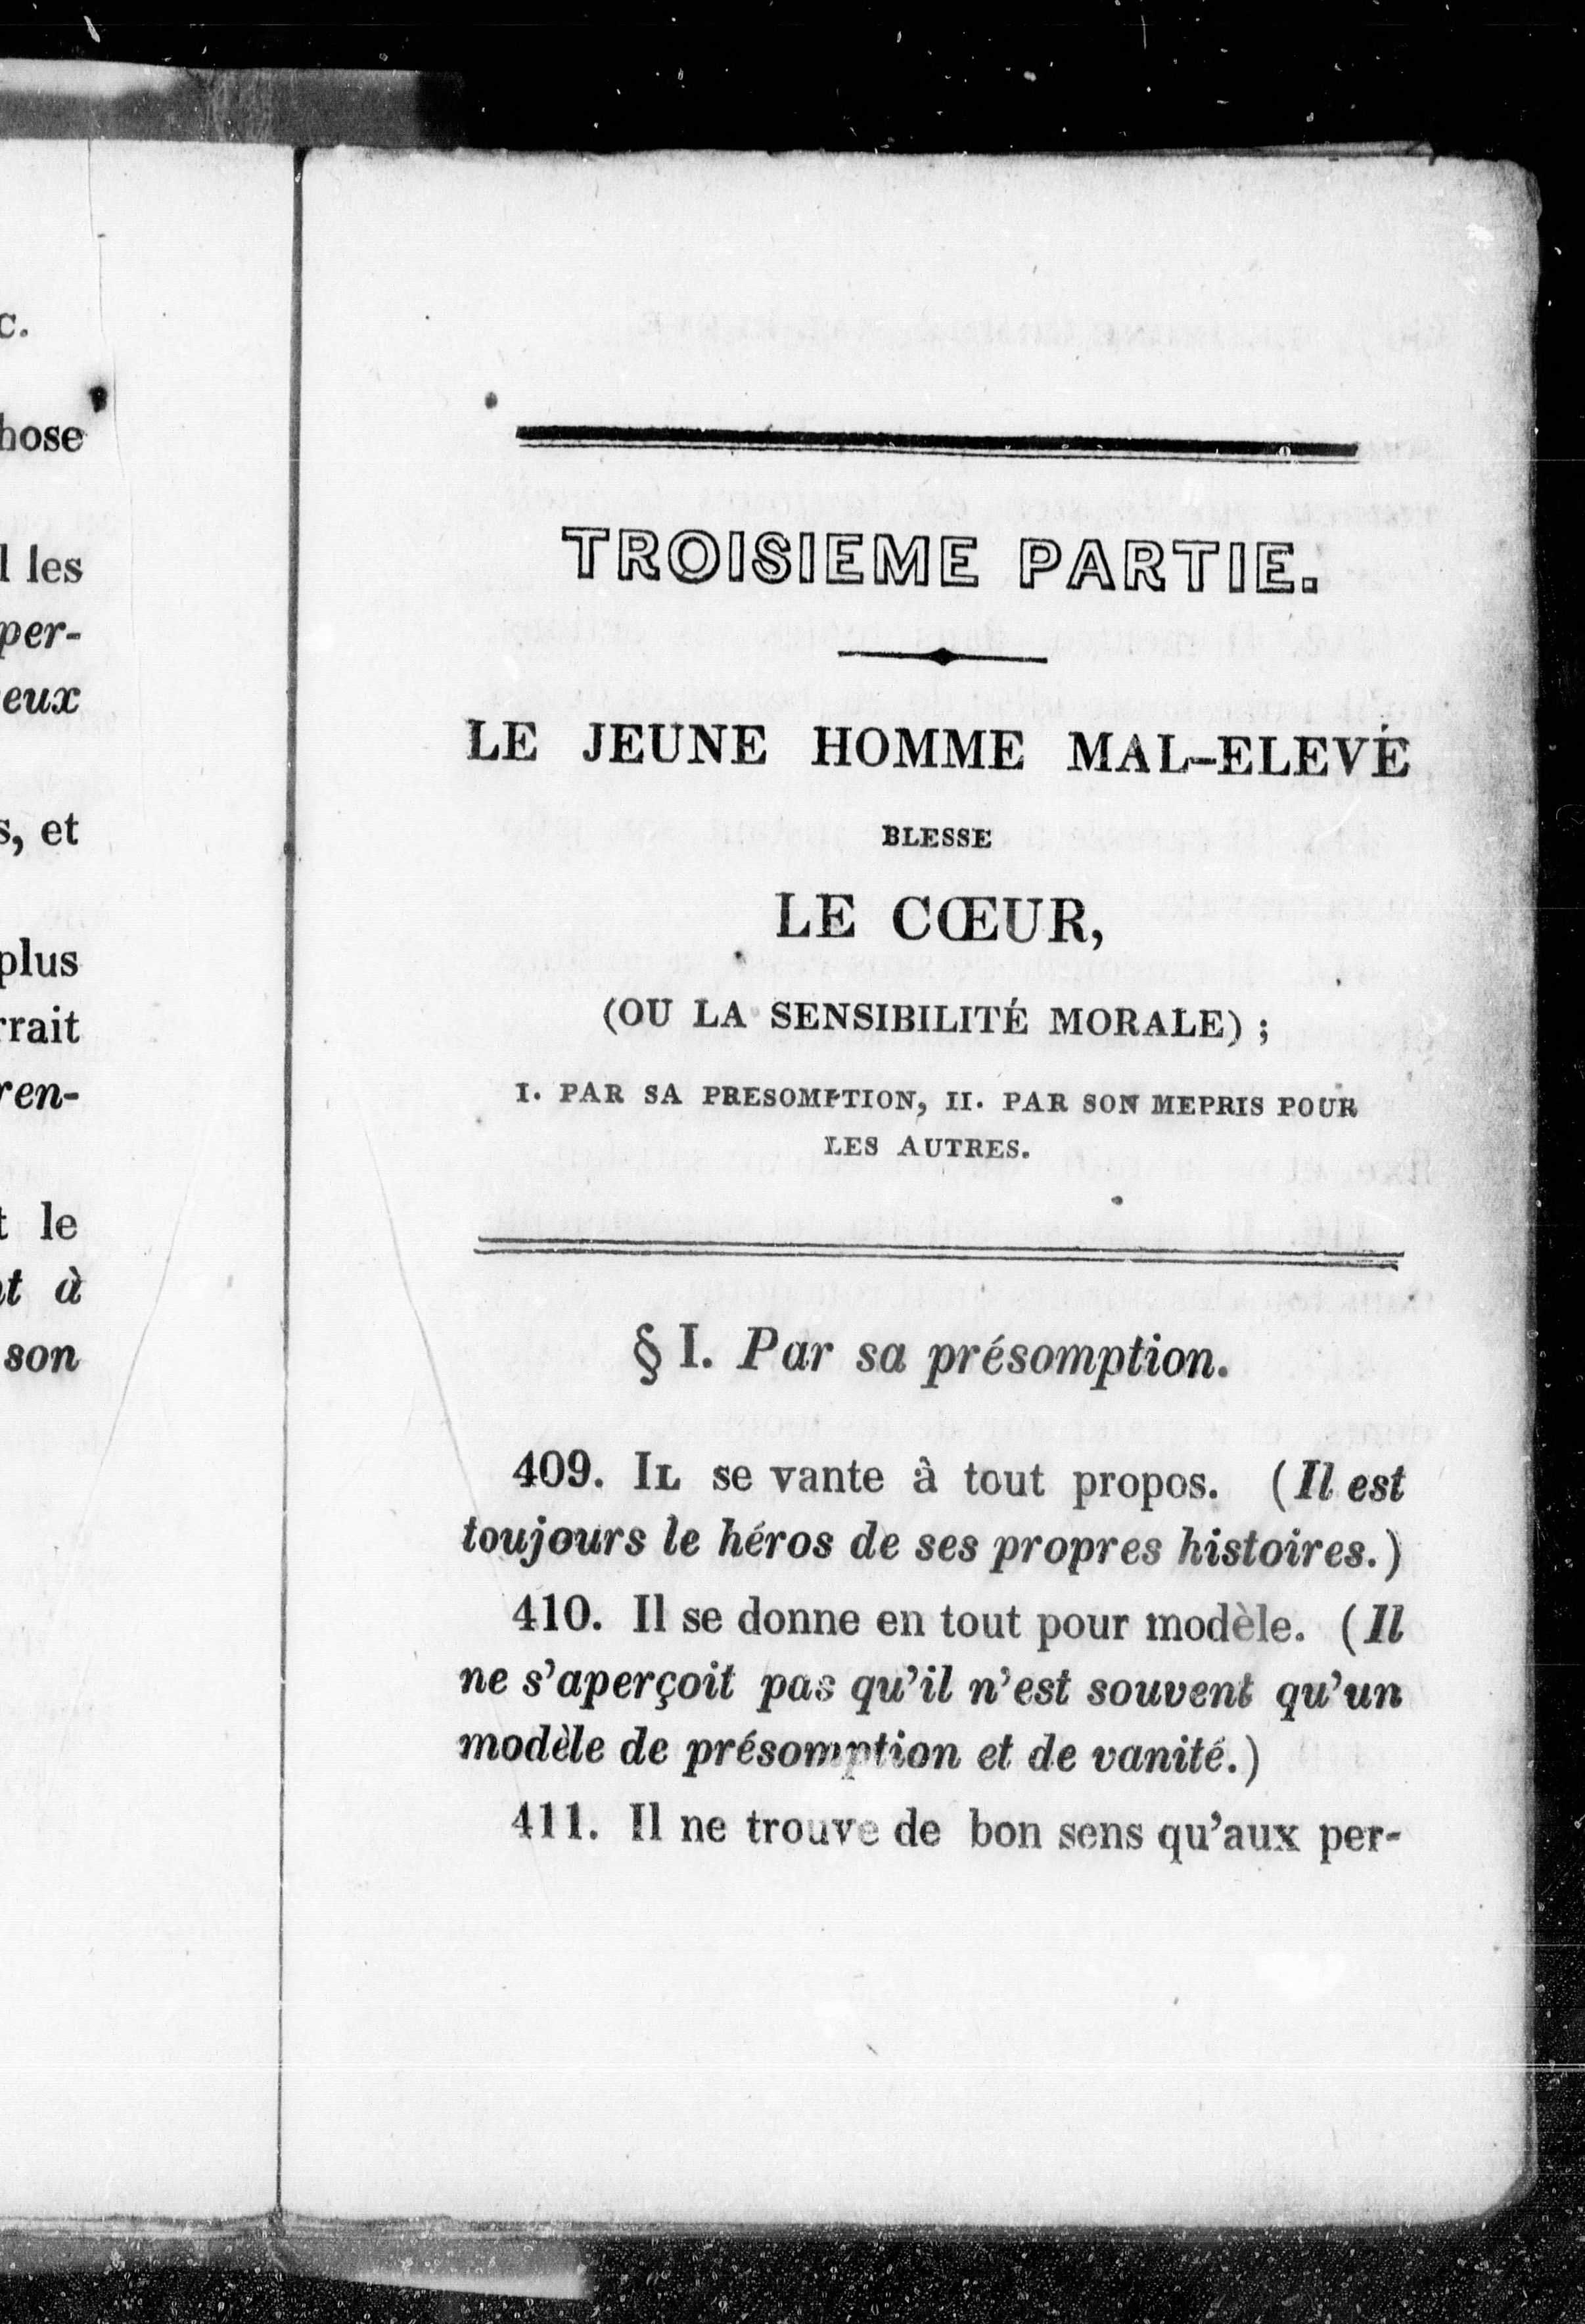 c.
hose
l les
per-
eux
s, et
plus
rrait
ren-
t le
nt à
son
TROISIEME PARTIE.
LE JEUNE HOMME MAL-ELEVÉ
BLESSE
LE CŒUR,
(OU LA SENSIBILITÉ MORALE) ;
I. PAR SA PRESOMPTION, II. PAR SON MEPRIS POUR
LES AUTRES.
§ I. Par sa présomption.
409. IL se vante à tout propos. (Il est
toujours le héros de ses propres histoires.)
410. Il se donne en tout pour modèle. (Il
ne s'aperçoit pas qu'il n'est souvent qu'un
modèle de présomption et de vanité.)
411. Il ne trouve de bon sens qu'aux per-